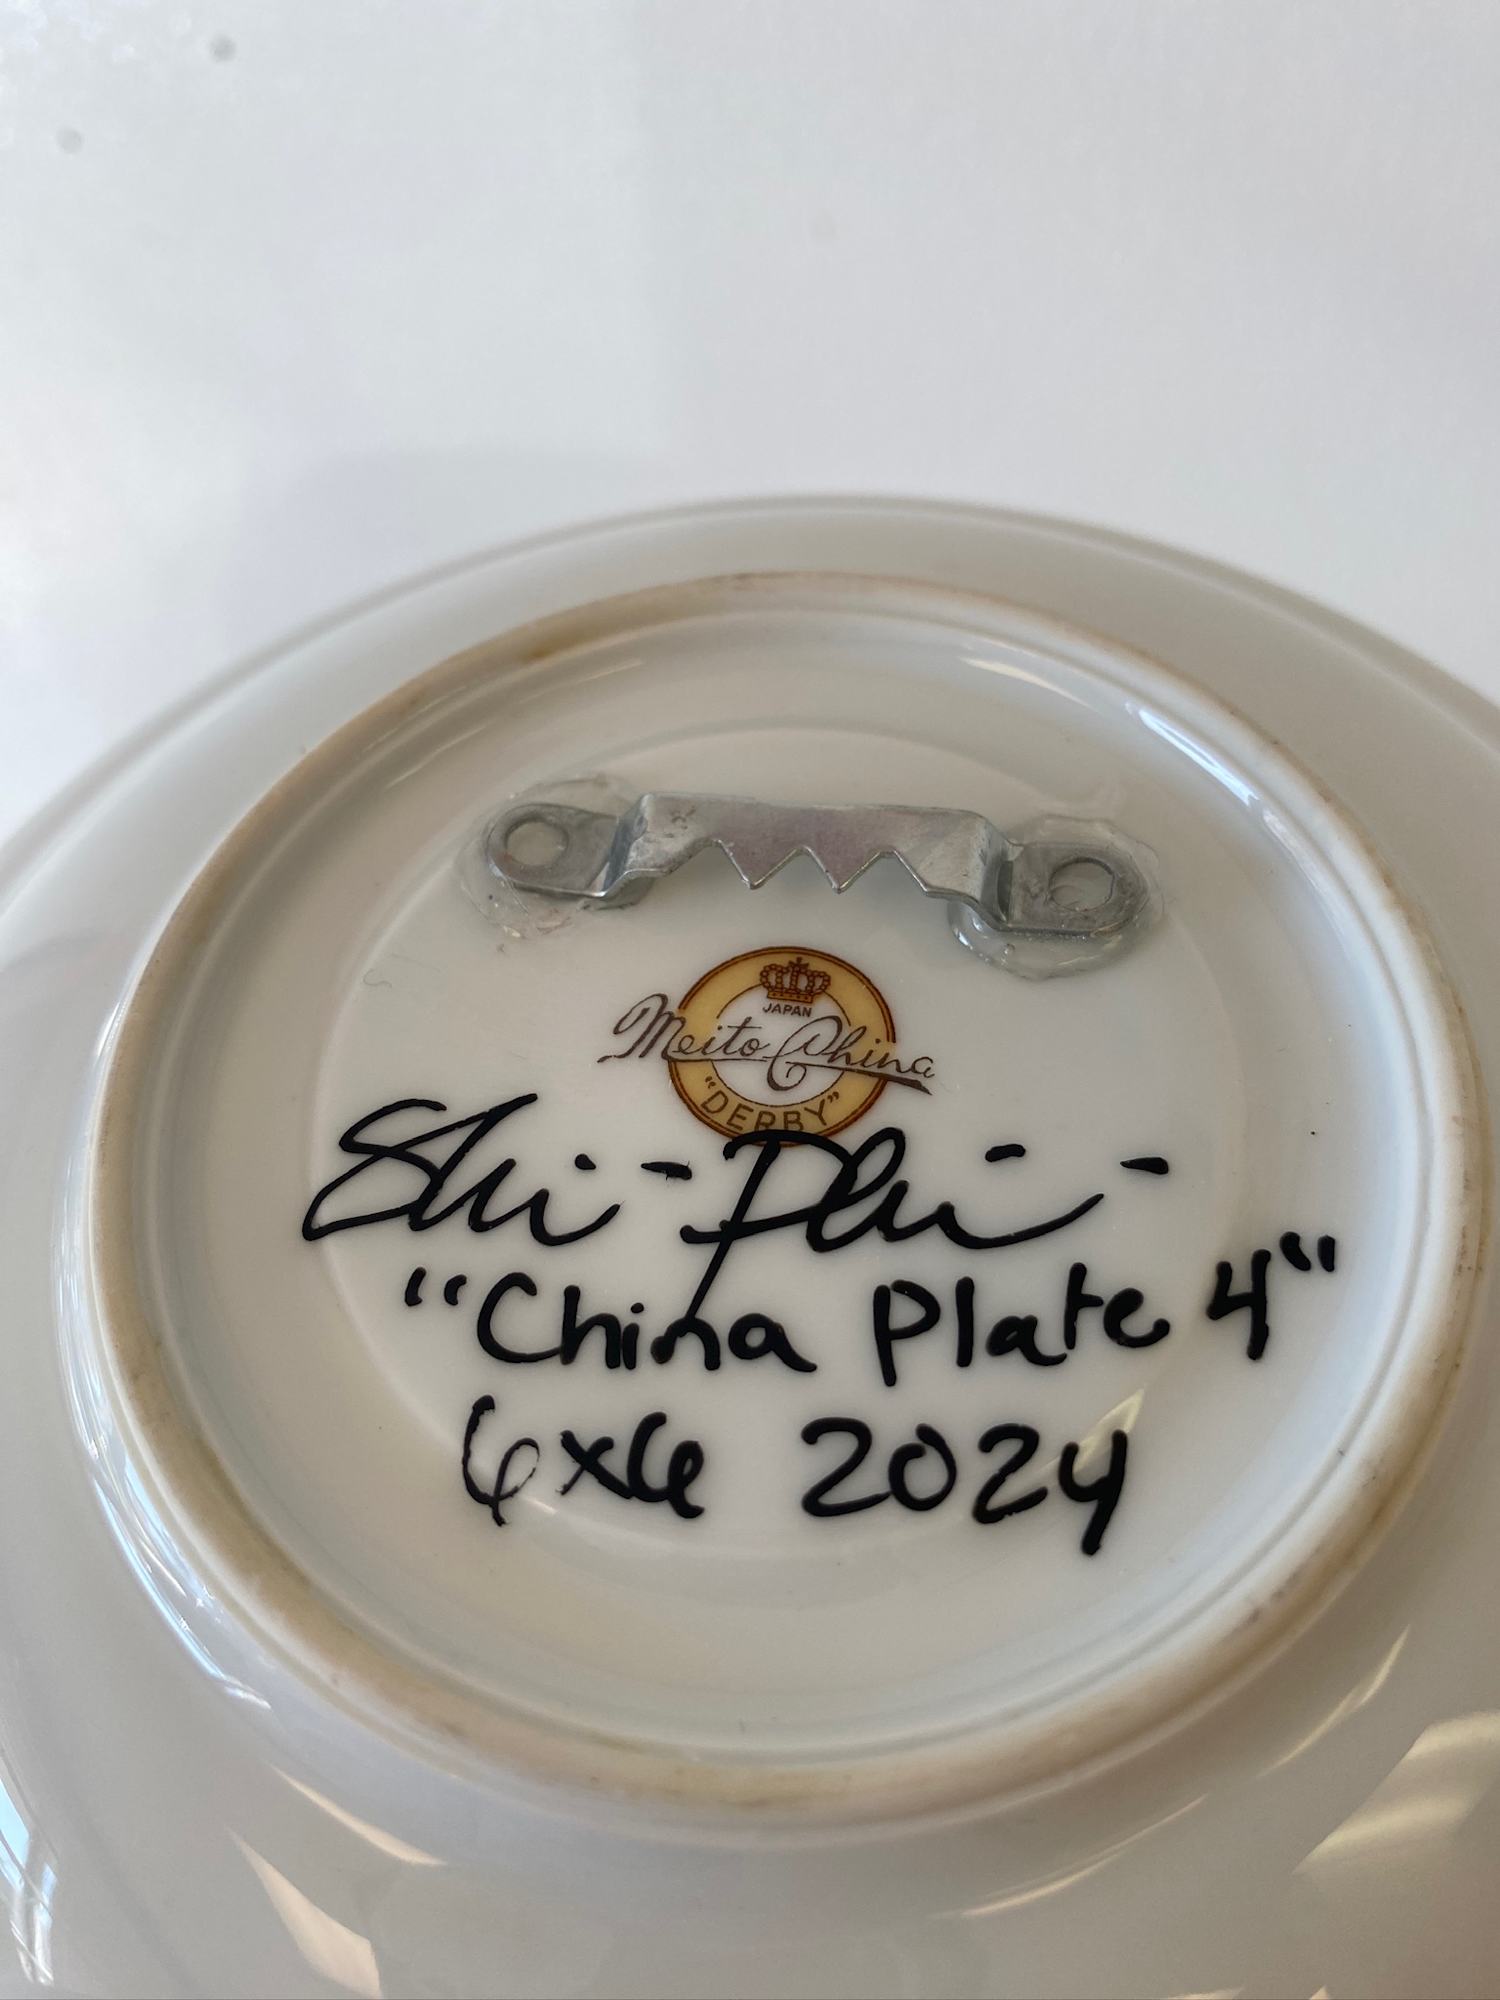 JAPAN
Meito China
"DERBY"
"China Plate 4"
6x6 2024